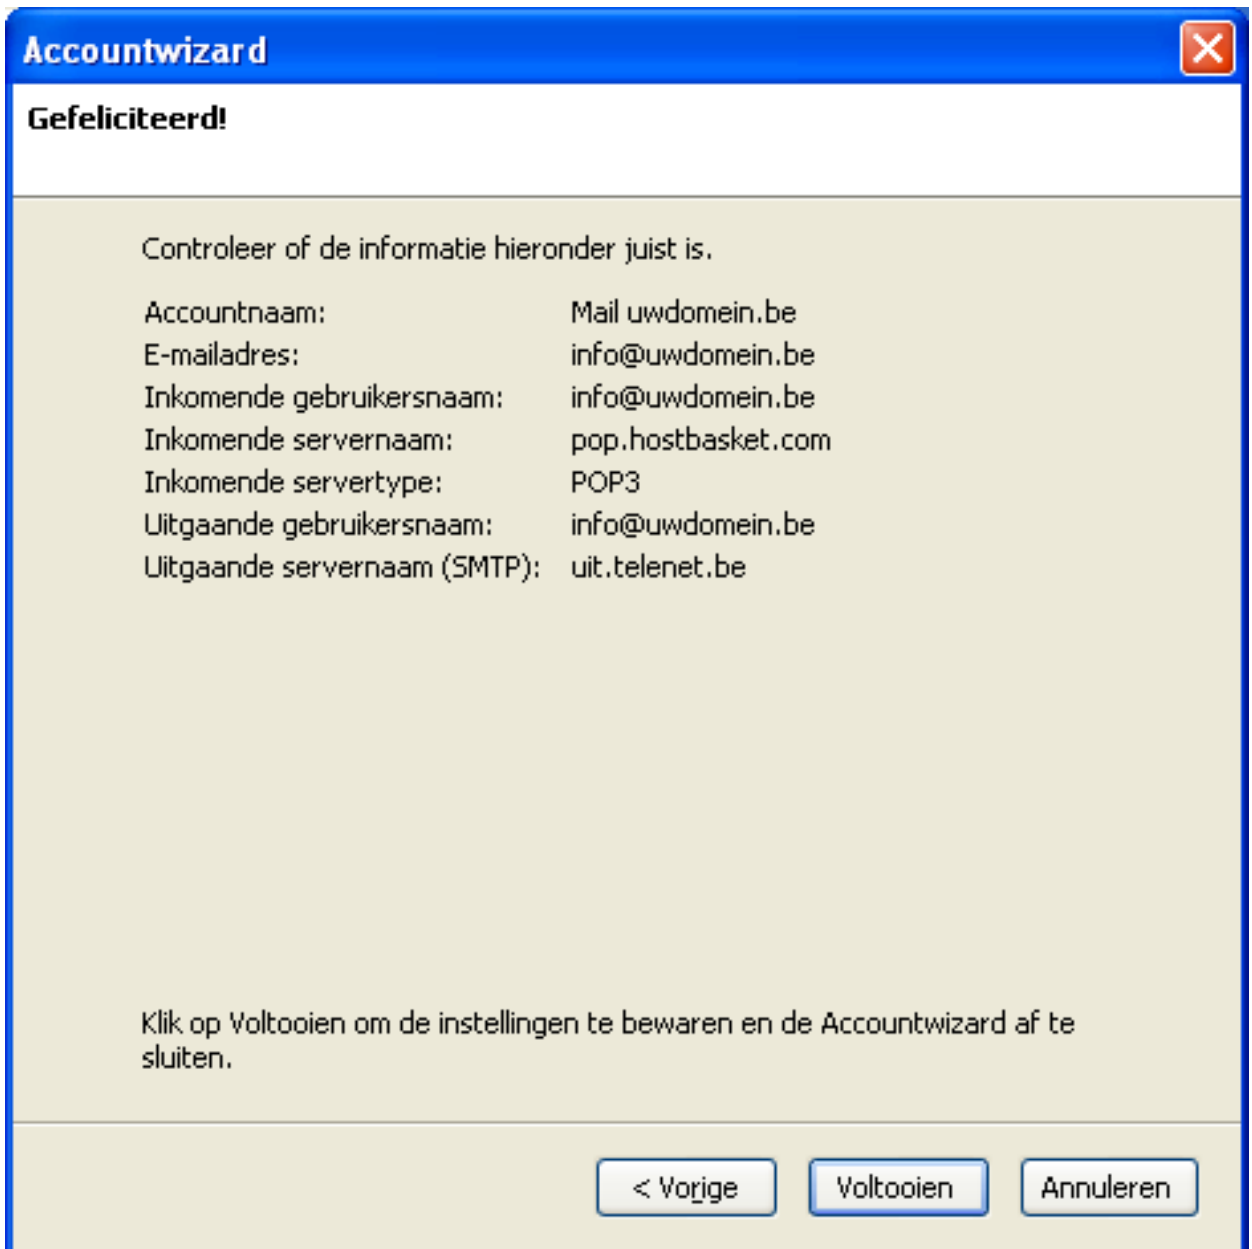 Accountwizard
Gefeliciteerd!
Controleer of de informatie hieronder juist is.
Accountnaam: Mail uwdomein.be
E-mailadres: info@uwdomein.be
Inkomende gebruikersnaam: info@uwdomein.be
Inkomende servernaam: pop.hostbasket.com
Inkomende servertype: POP3
Uitgaande gebruikersnaam: info@uwdomein.be
Uitgaande servernaam (SMTP): uit.telenet.be
Klik op Voltooien om de instellingen te bewaren en de Accountwizard af te
sluiten.
< Vorige Voltooien Annuleren